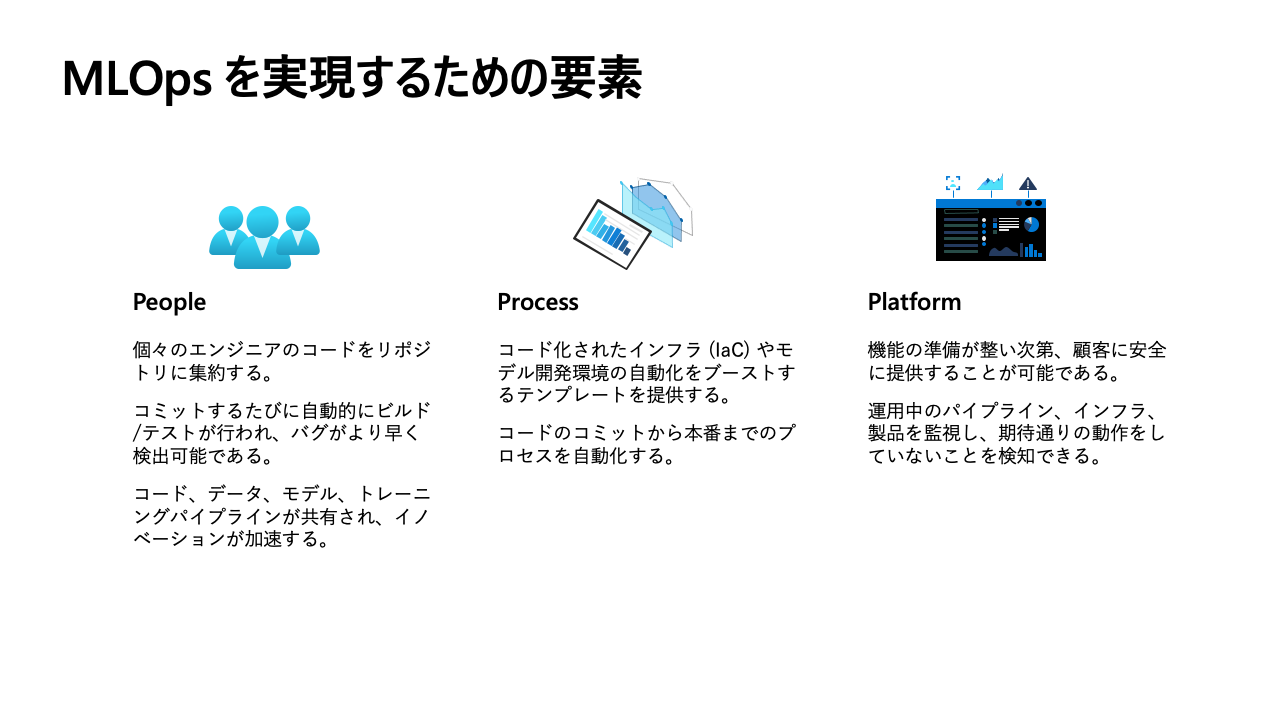 MLOps を実現するための要素
People
個々のエンジニアのコードをリポジ
トリに集約する。
コミットするたびに自動的にビルド
/テストが行われ、バグがより早く
検出可能である。
コード、データ、モデル、トレーニ
ングパイプラインが共有され、イノ
ベーションが加速する。
Process
コード化されたインフラ (IaC) やモ
デル開発環境の自動化をブーストす
るテンプレートを提供する。
コードのコミットから本番までのプ
ロセスを自動化する。
Platform
機能の準備が整い次第、顧客に安全
に提供することが可能である。
運用中のパイプライン、インフラ、
製品を監視し、期待通りの動作をし
ていないことを検知できる。